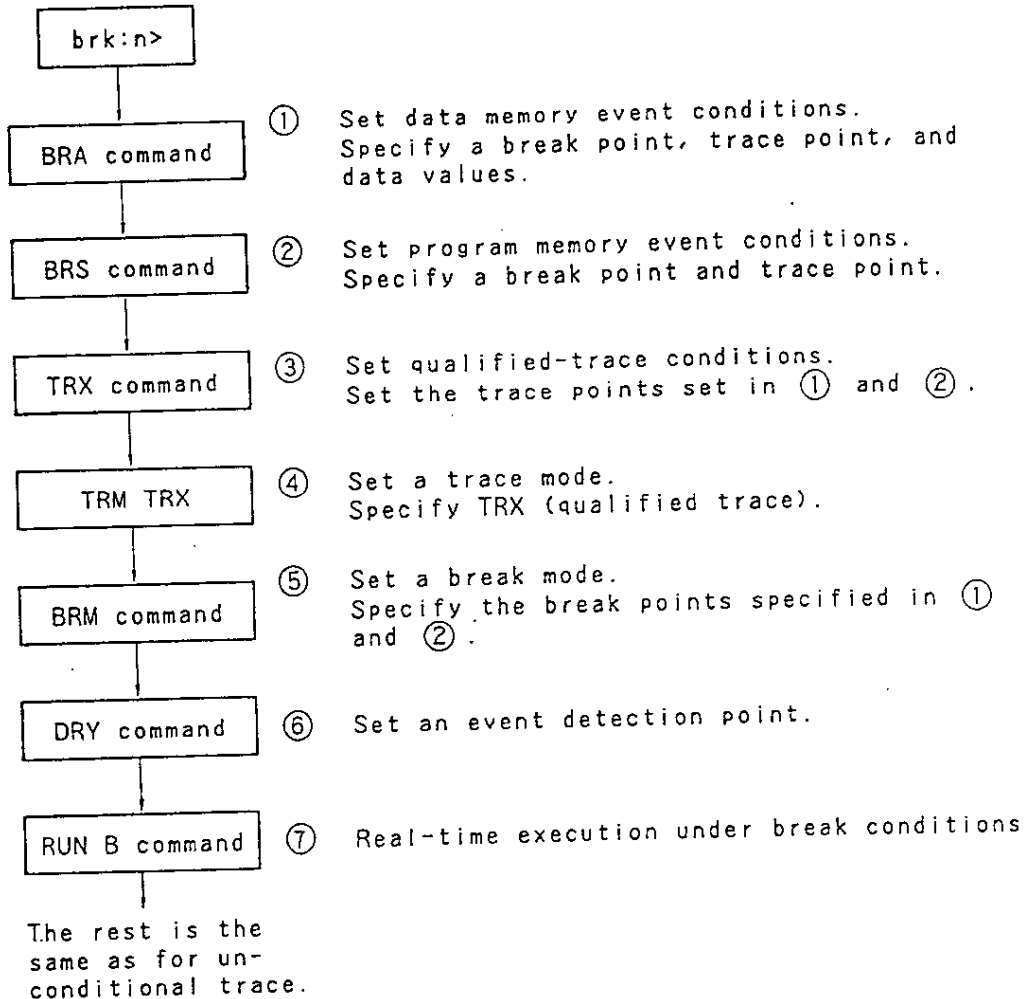 brk:n>
BRA command
① Set data memory event conditions.
Specify a break point, trace point, and
data values.
BRS command
② Set program memory event conditions.
Specify a break point and trace point.
TRX command
③ Set qualified-trace conditions.
Set the trace points set in ① and ②.
TRM TRX
④ Set a trace mode.
Specify TRX (qualified trace).
BRM command
⑤ Set a break mode.
Specify the break points specified in ①
and ②.
DRY command
⑥ Set an event detection point.
RUN B command
⑦ Real-time execution under break conditions
The rest is the
same as for un-
conditional trace.